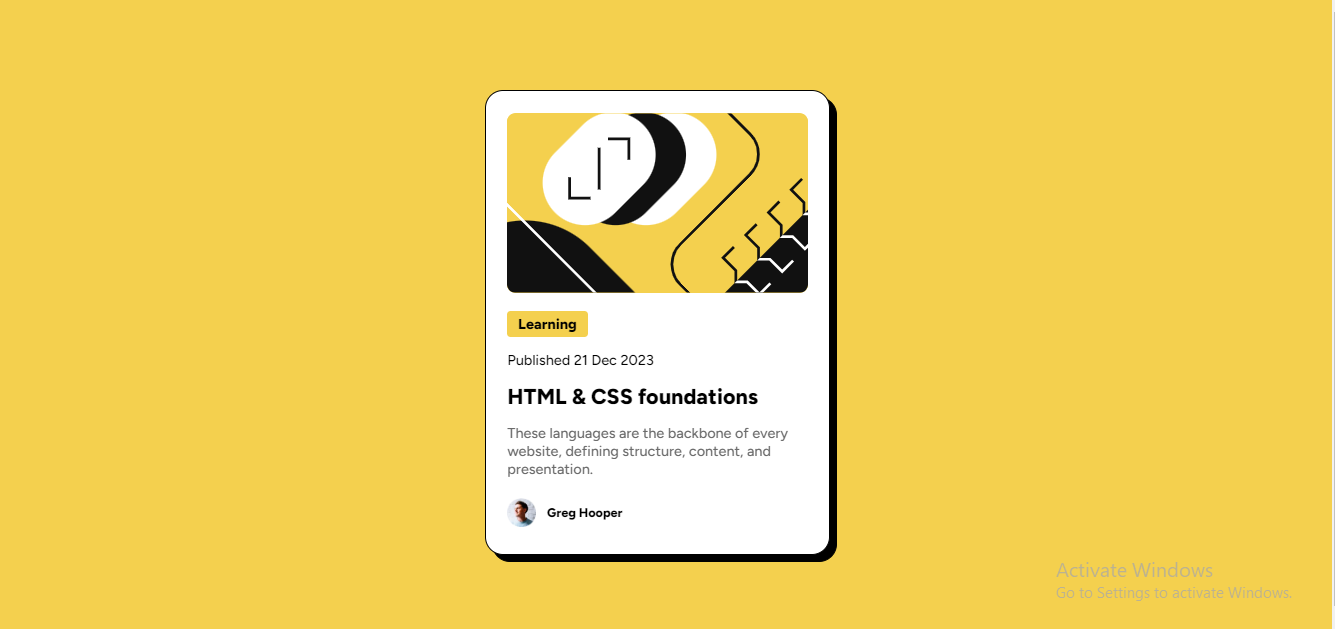 Learning
Published 21 Dec 2023
HTML & CSS foundations
These languages are the backbone of every
website, defining structure, content, and
presentation.
Greg Hooper
Activate Windows
Go to Settings to activate Windows.